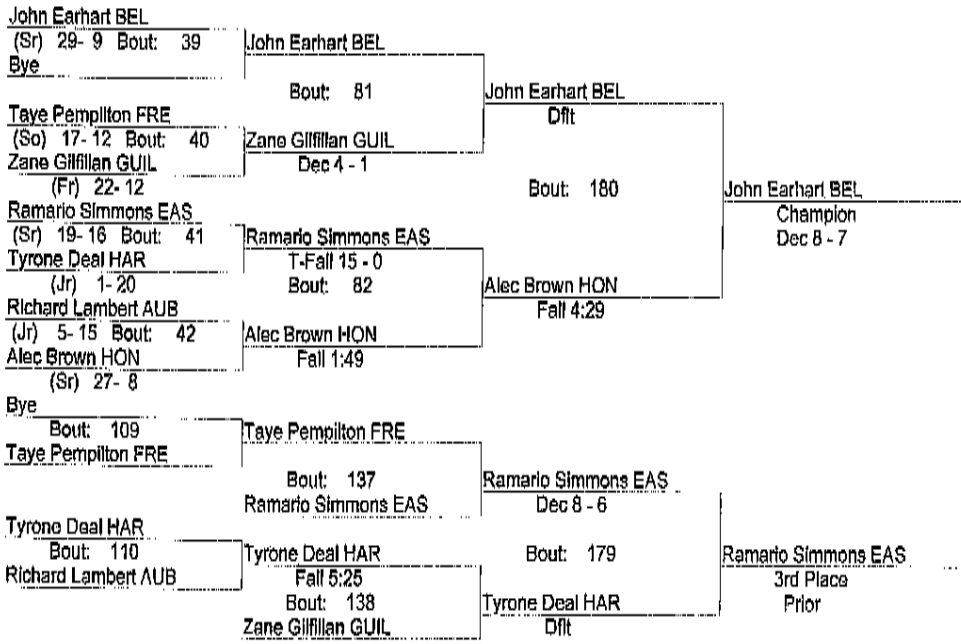 John Earhart BEL
(Sr) 29- 9 Bout: 39
Bye
John Earhart BEL
Bout: 81
Taye Pempilton FRE
(So) 17- 12 Bout: 40
Zane Gilfillan GUIL
(Fr) 22- 12
Zane Gilfillan GUIL
Dec 4 - 1
John Earhart BEL
Dflt
Ramario Simmons EAS
(Sr) 19- 16 Bout: 41
Tyrone Deal HAR
(Jr) 1- 20
Ramario Simmons EAS
T-Fall 15 - 0
Bout: 82
Richard Lambert AUB
(Jr) 5- 15 Bout: 42
Alec Brown HON
(Sr) 27- 8
Alec Brown HON
Fall 1:49
Alec Brown HON
Fall 4:29
Bout: 180
John Earhart BEL
Champion
Dec 8 - 7
Bye
Bout: 109
Taye Pempilton FRE
Taye Pempilton FRE
Bout: 137
Ramario Simmons EAS
Ramario Simmons EAS
Dec 8 - 6
Tyrone Deal HAR
Bout: 110
Richard Lambert AUB
Tyrone Deal HAR
Fall 5:25
Bout: 138
Zane Gilfillan GUIL
Tyrone Deal HAR
Dflt
Bout: 179
Ramario Simmons EAS
3rd Place
Prior